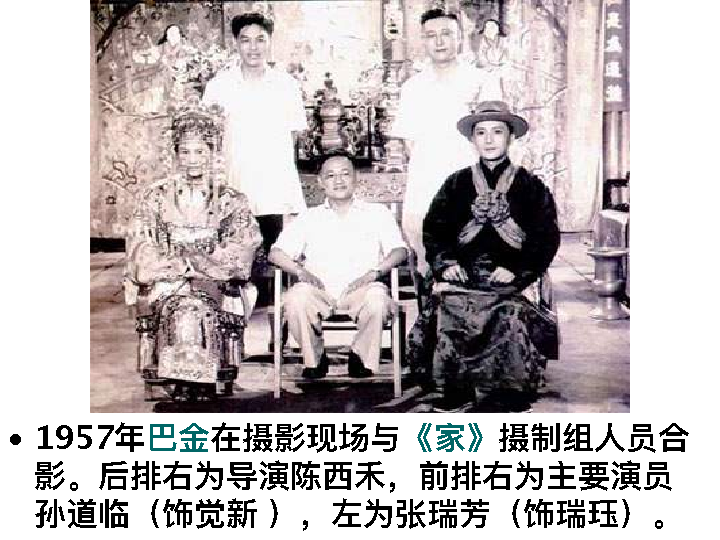 • 1957年巴金在摄影现场与《家》摄制组人员合
影。后排右为导演陈西禾，前排右为主要演员
孙道临（饰觉新 ），左为张瑞芳（饰瑞珏）。